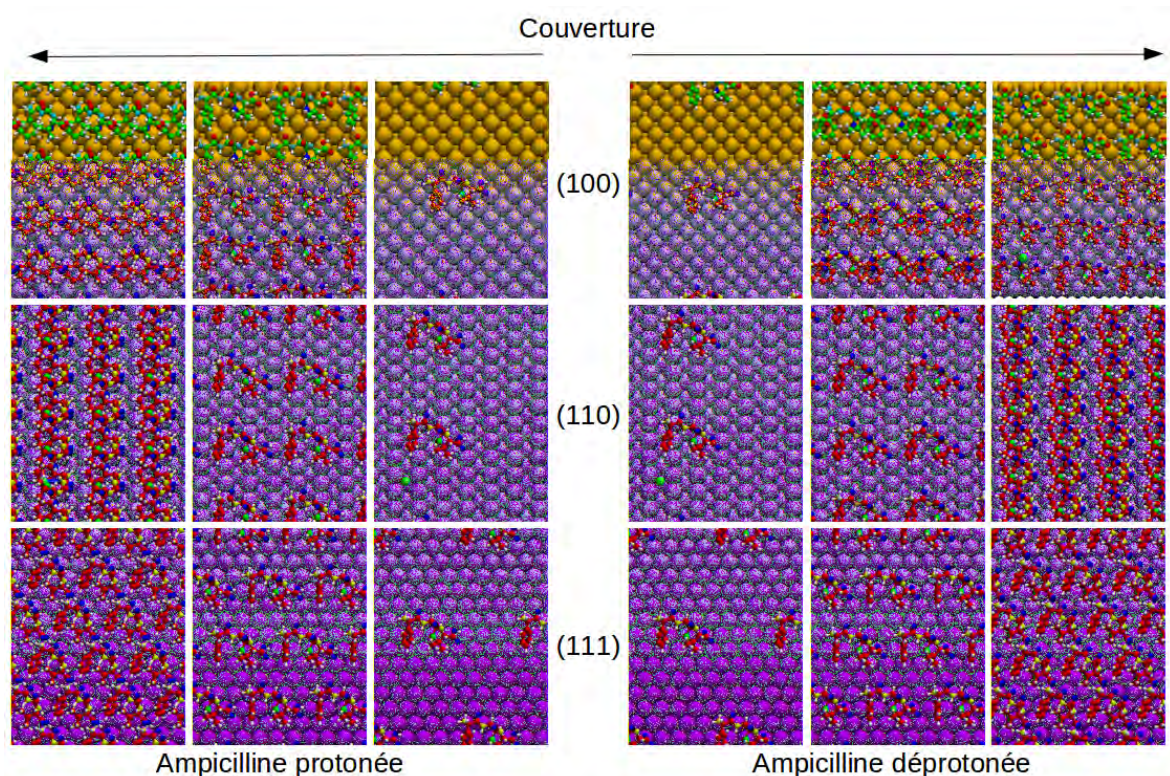 Couverture
(100)
(110)
(111)
Ampicilline protonée
Ampicilline déprotonée